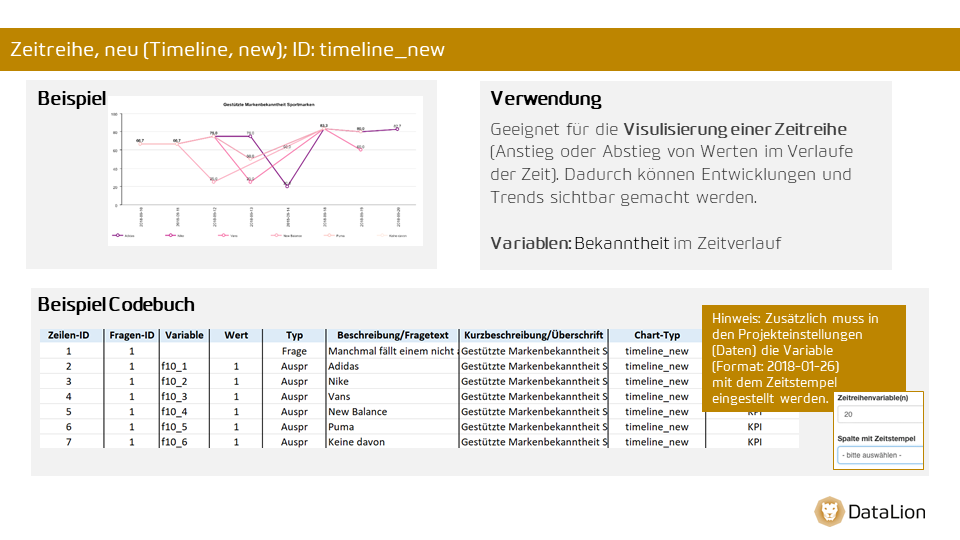 Zeitreihe, neu (Timeline, new); ID: timeline_new
Beispiel
Gestützte Markenbekanntheit Sportmarken
100
80
60
40
20
0
66,7
66,7
83,3
80,0
Adidas
Nike
Vans
New Balance
Puma
Keine davon
Verwendung
Geeignet für die Visulisierung einer Zeitreihe
(Anstieg oder Abstieg von Werten im Verlaufe
der Zeit). Dadurch können Entwicklungen und
Trends sichtbar gemacht werden.
Variablen: Bekanntheit im Zeitverlauf
Beispiel Codebuch
Zeilen-ID Fragen-ID Variable Wert Typ Beschreibung/Fragetext Kurzbeschreibung/Überschrift Chart-Typ
1 1 Frage Manchmal fällt einem nicht Gestützte Markenbekanntheit S timeline_new
2 1 f10_1 1 Auspr Adidas Gestützte Markenbekanntheit S timeline_new
3 1 f10_2 1 Auspr Nike Gestützte Markenbekanntheit S timeline_new
4 1 f10_3 1 Auspr Vans Gestützte Markenbekanntheit S timeline_new
5 1 f10_4 1 Auspr New Balance Gestützte Markenbekanntheit S timeline_new KPI
6 1 f10_5 1 Auspr Puma Gestützte Markenbekanntheit S timeline_new KPI
7 1 f10_6 1 Auspr Keine davon Gestützte Markenbekanntheit S timeline_new KPI
Hinweis: Zusätzlich muss in
den Projekteinstellungen
(Daten) die Variable
(Format: 2018-01-26)
mit dem Zeitstempel
eingestellt werden.
Zeitreihenvariable(n)
20
Spalte mit Zeitstempel
- bitte auswählen -
DataLion